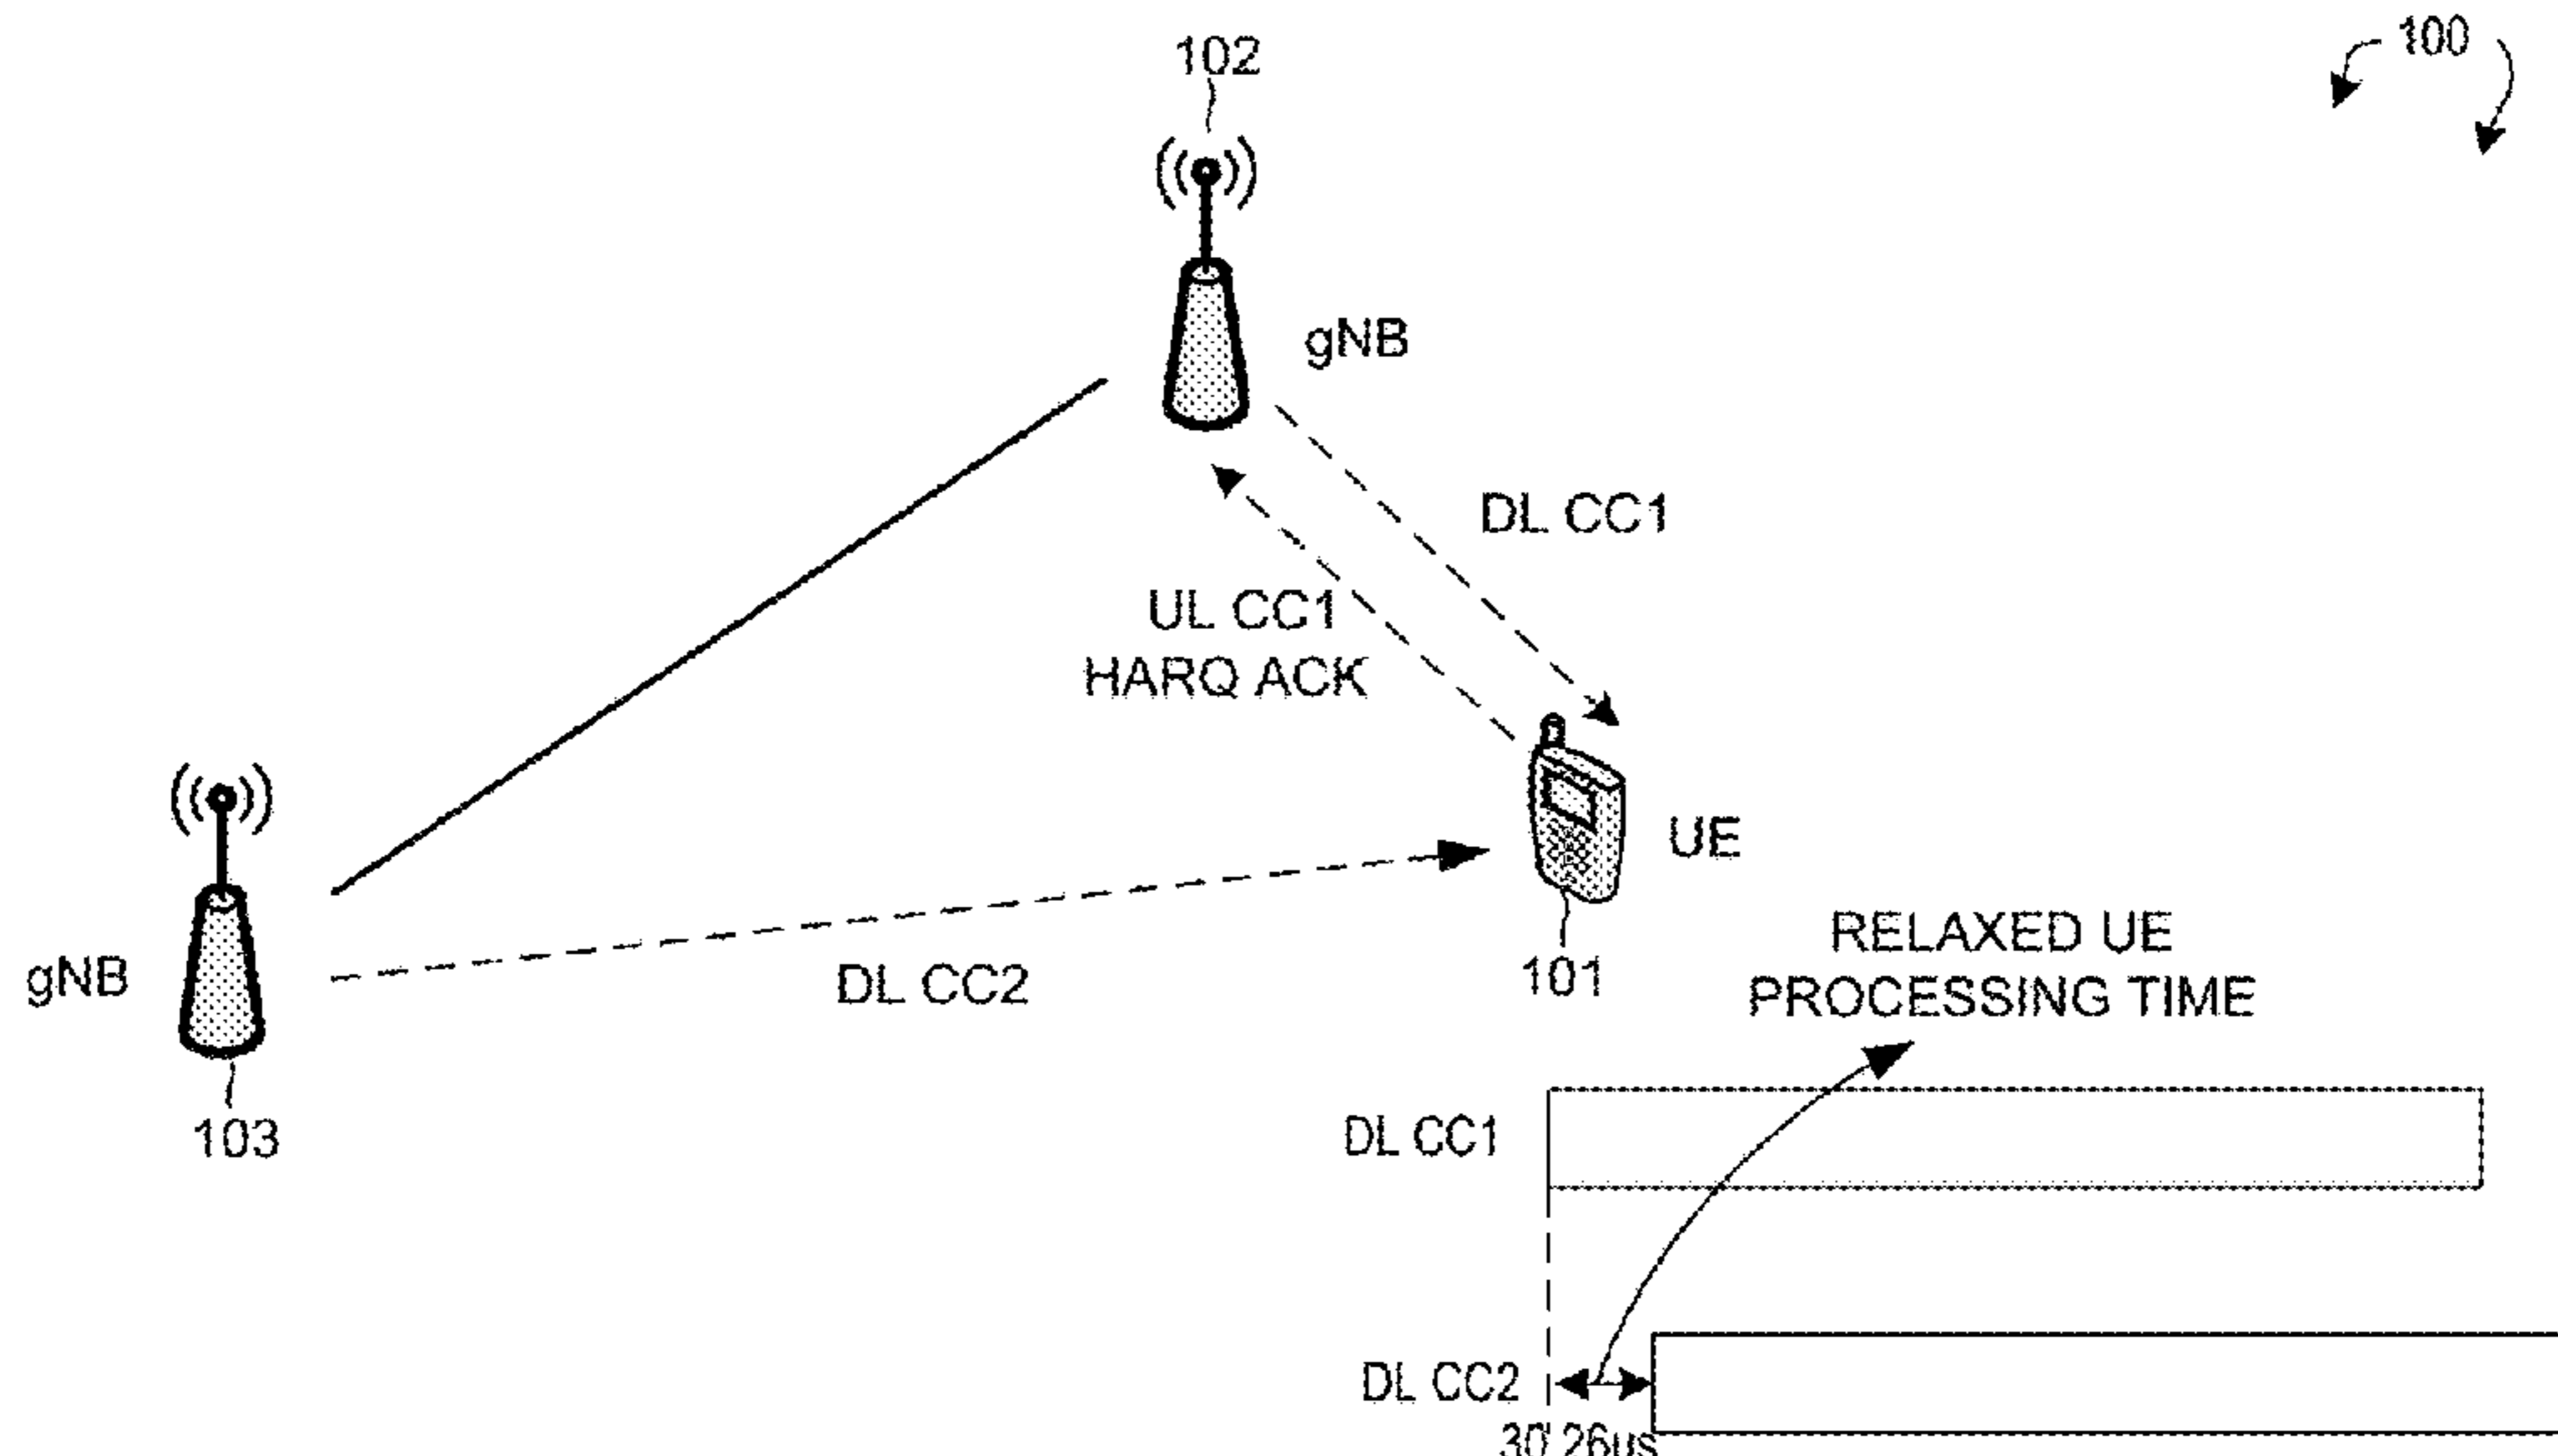 102
100
gNB
DL CC1
UL CC1
HARQ ACK
UE
101
gNB
DL CC2
103
RELAXED UE
PROCESSING TIME
DL CC1
DL CC2
30.26us